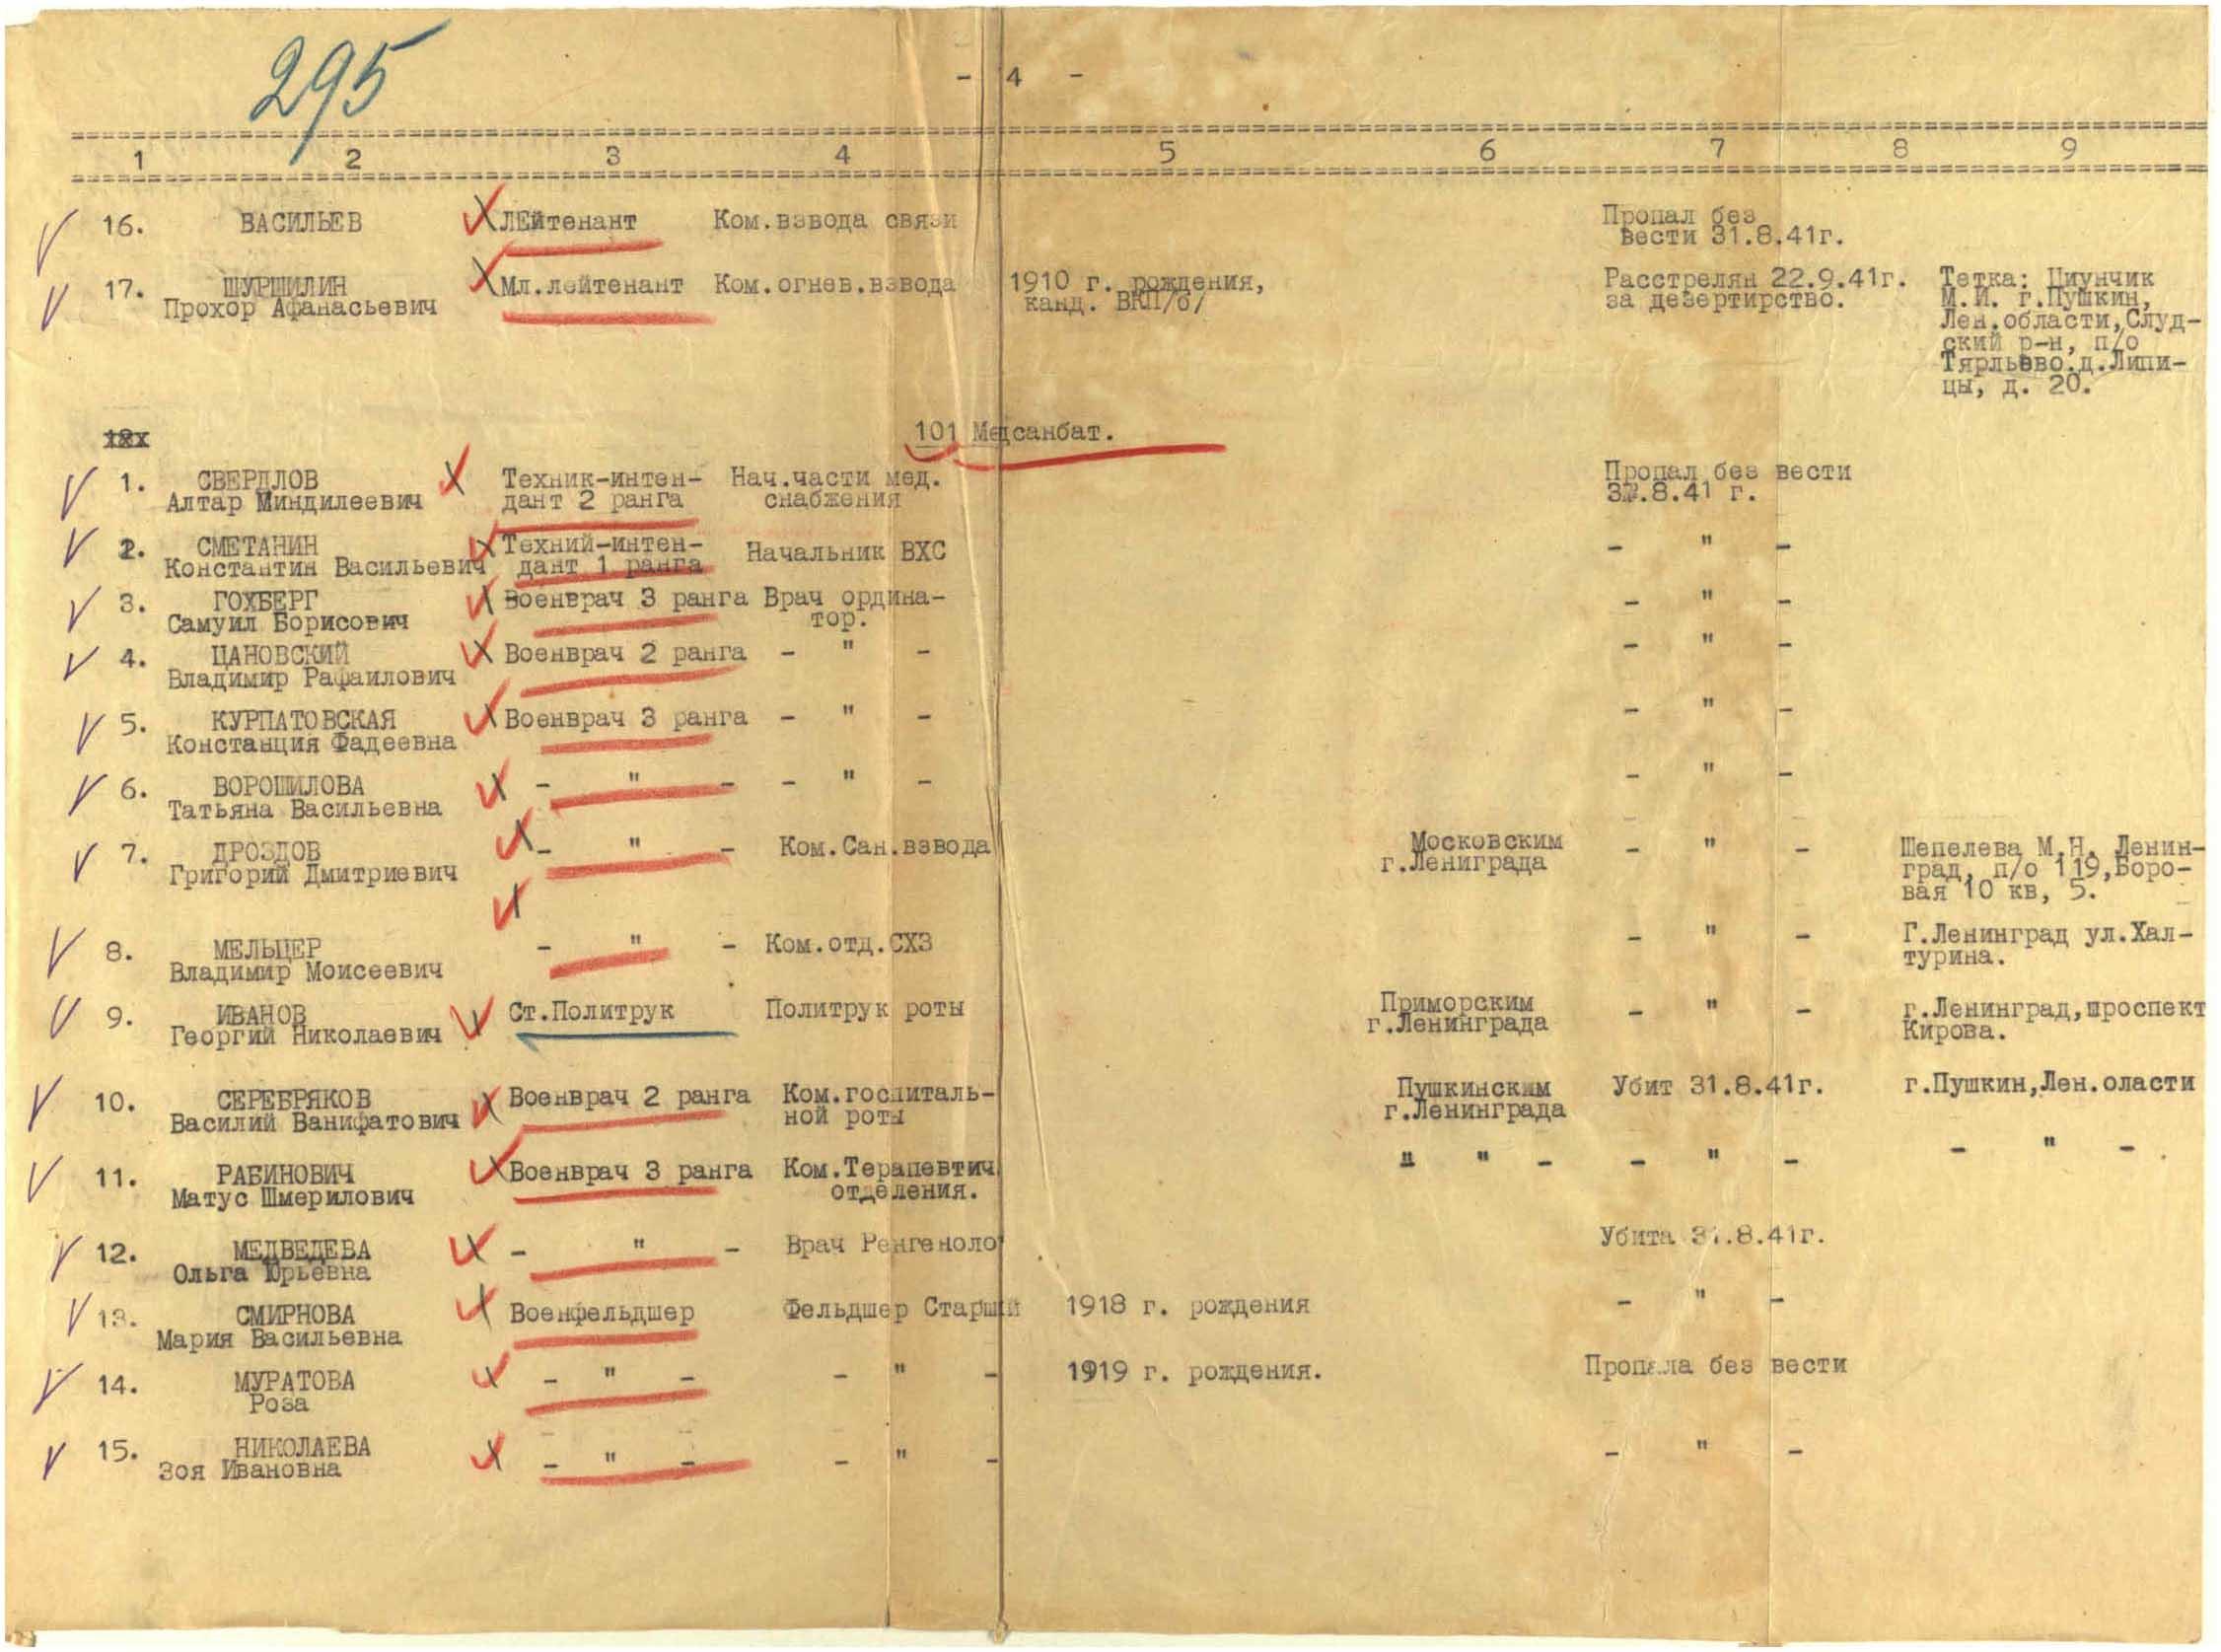 295
- 4 -
1 2 3 4 5 6 7 8 9
16. ВАСИЛЬЕВ ЛЕйтенант Ком.взвода связи Пропал без
вести 31.8.41г.
17. ШУРШИЛИН Мл.лейтенант Ком.огнев.взвода 1910 г. рождения, Расстрелян 22.9.41г. Тетка: Циунчик
Прохор Афанасьевич канд. ВКП/б/ за дезертирство. М.И. г.Пушкин,
Лен.области,Слуд-
ский р-н, п/о
Тярльево.д.Липи-
цы, д. 20.
101 Медсанбат.
1. СВЕРДЛОВ Техник-интен- Нач.части мед. Пропал без вести
Алтар Миндилеевич дант 2 ранга снабжения .8.41 г.
2. СМЕТАНИН Техний-интен- Начальник ВХС - " -
Константин Васильевич дант 1 ранга
3. ГОХБЕРГ Военврач 3 ранга Врач ордина- - " -
Самуил Борисович тор.
4. ЦАНОВСКИЙ Военврач 2 ранга - " - - " -
Владимир Рафаилович
5. КУРПАТОВСКАЯ Военврач 3 ранга - " - - " -
Констанция Фадеевна
6. ВОРОШИЛОВА - " - - " - - " -
Татьяна Васильевна
7. ДРОЗДОВ - " - Ком.Сан.взвода Московским - " - Шепелева М.Н. Ленин-
Григорий Дмитриевич г.Лениграда град, п/о 119,Боро-
вая 10 кв, 5.
8. МЕЛЬЦЕР - " - Ком.отд.СХЗ - " - Г.Ленинград ул.Хал-
Владимир Моисеевич турина.
9. ИВАНОВ Ст.Политрук Политрук роты Приморским - " - г.Ленинград,проспект
Георгий Николаевич г.Ленинграда Кирова.
10. СЕРЕБРЯКОВ Военврач 2 ранга Ком.госпиталь- Пушкинским Убит 31.8.41г. г.Пушкин,Лен.оласти
Василий Ванифатович ной роты г.Ленинграда
11. РАБИНОВИЧ Военврач 3 ранга Ком.Терапевтич " " - - " - - " -
Матус Шмерилович отделения.
12. МЕДВЕДЕВА - " - Врач Ренгеноло Убита 31.8.41г.
Ольга Юрьевна
13. СМИРНОВА Военфельдшер Фельдшер Старший 1918 г. рождения - " -
Мария Васильевна
14. МУРАТОВА - " - - " - 1919 г. рождения. Пропала без вести
Роза
15. НИКОЛАЕВА - " - - " - - " -
Зоя Ивановна